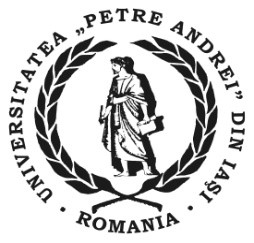 UNIVERSITATEA „PETRE ANDREI” DIN IAȘI
· ROMANIA ·